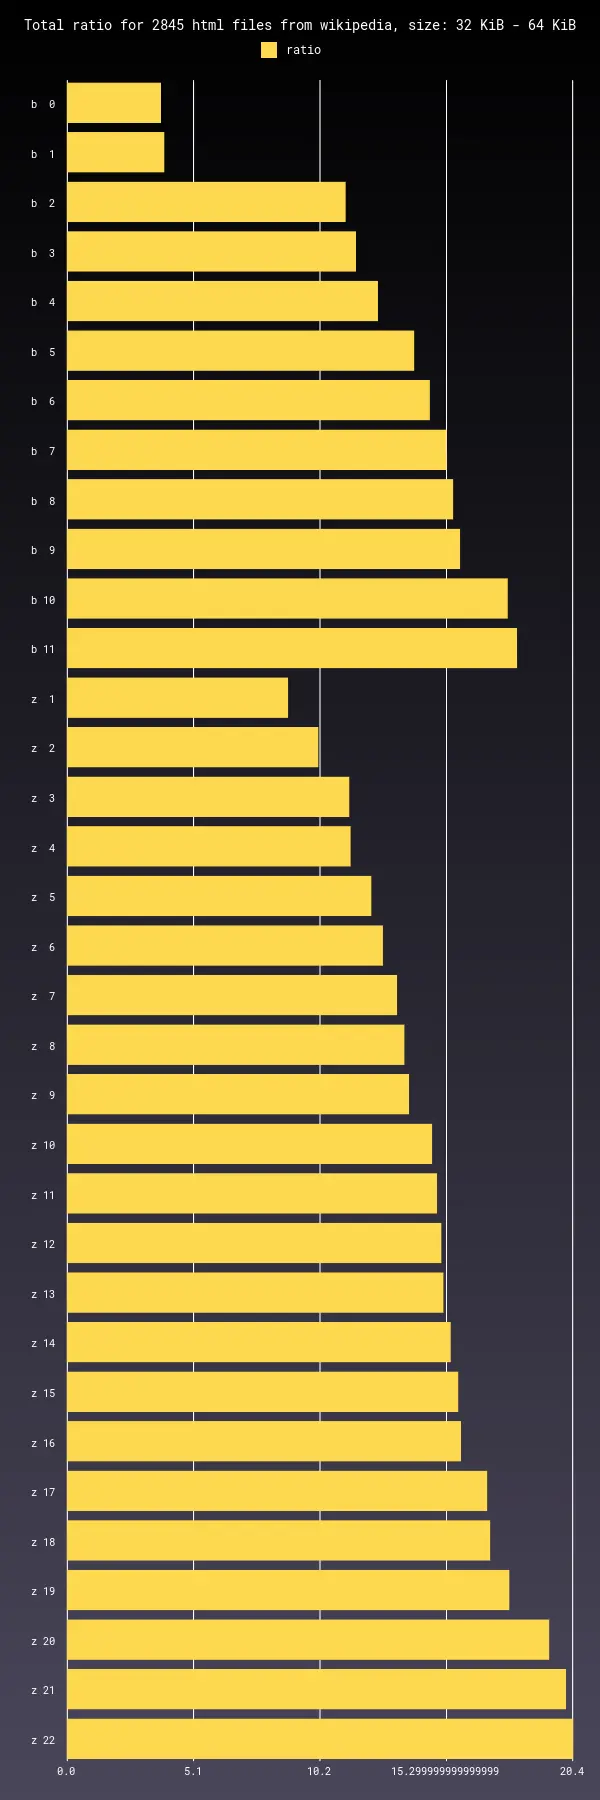 Total ratio for 2845 html files from wikipedia, size: 32 KiB - 64 KiB
ratio
b 0
b 1
b 2
b 3
b 4
b 5
b 6
b 7
b 8
b 9
b 10
b 11
z 1
z 2
z 3
z 4
z 5
z 6
z 7
z 8
z 9
z 10
z 11
z 12
z 13
z 14
z 15
z 16
z 17
z 18
z 19
z 20
z 21
z 22
0.0 5.1 10.2 15.299999999999999 20.4